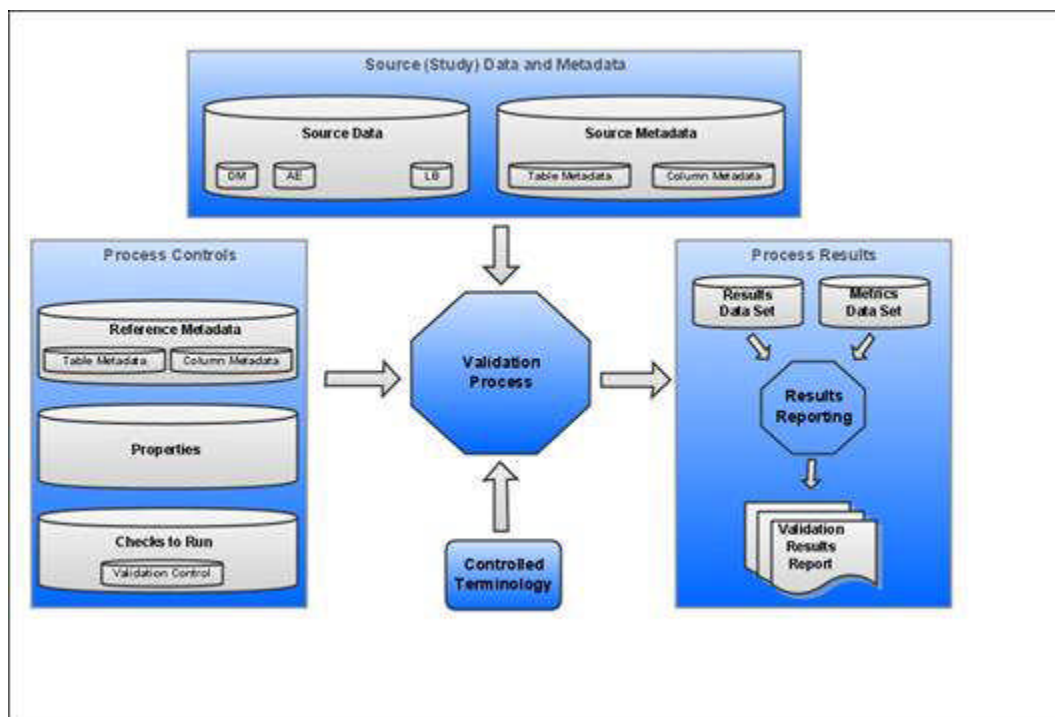 Source (Study) Data and Metadata
Source Data
DM
AE
LB
Source Metadata
Table Metadata
Column Metadata
Process Controls
Reference Metadata
Table Metadata
Column Metadata
Properties
Checks to Run
Validation Control
Validation
Process
Controlled
Terminology
Process Results
Results
Data Set
Metrics
Data Set
Results
Reporting
Validation
Results
Report